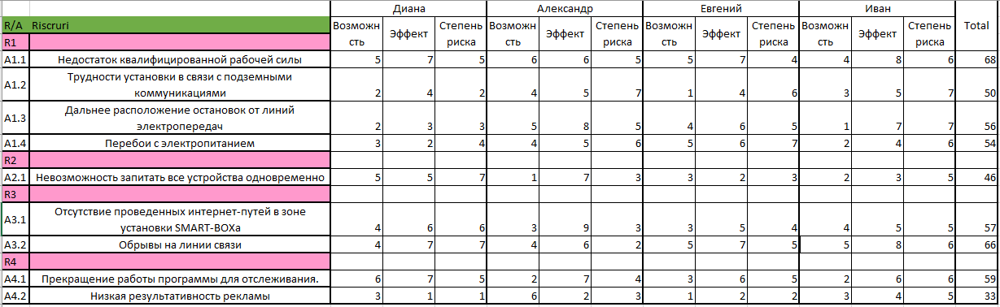 Диана Александр Евгений Иван
R/A Riscruri Возможн Эффект Степень Возможн Эффект Степень Возможн Эффект Степень Возможн Эффект Степень Total
R1 сть риска сть риска сть риска сть риска
A1.1 Недостаток квалифицированной рабочей силы 5 7 5 6 6 5 5 7 4 4 8 6 68
Трудности установки в связи с подземными
A1.2 коммуникациями 2 4 2 4 5 7 1 4 6 3 5 7 50
Дальнее расположение остановок от линий
A1.3 электропередач 2 3 3 5 8 5 4 6 5 1 7 7 56
A1.4 Перебои с электропитанием 3 2 4 4 5 6 5 6 7 2 4 6 54
R2
A2.1 Невозможность запитать все устройства одновременно 5 5 7 1 7 3 3 2 3 2 3 5 46
R3
Отсутствие проведенных интернет-путей в зоне
A3.1 установки SMART-BOXа 4 6 6 3 9 3 3 5 4 4 5 5 57
A3.2 Обрывы на линии связи 4 7 7 4 6 2 5 7 5 5 8 6 66
R4
A4.1 Прекращение работы программы для отслеживания. 6 7 5 2 7 4 3 6 5 2 6 6 59
A4.2 Низкая результативность рекламы 3 1 1 6 2 3 1 2 2 3 4 5 33